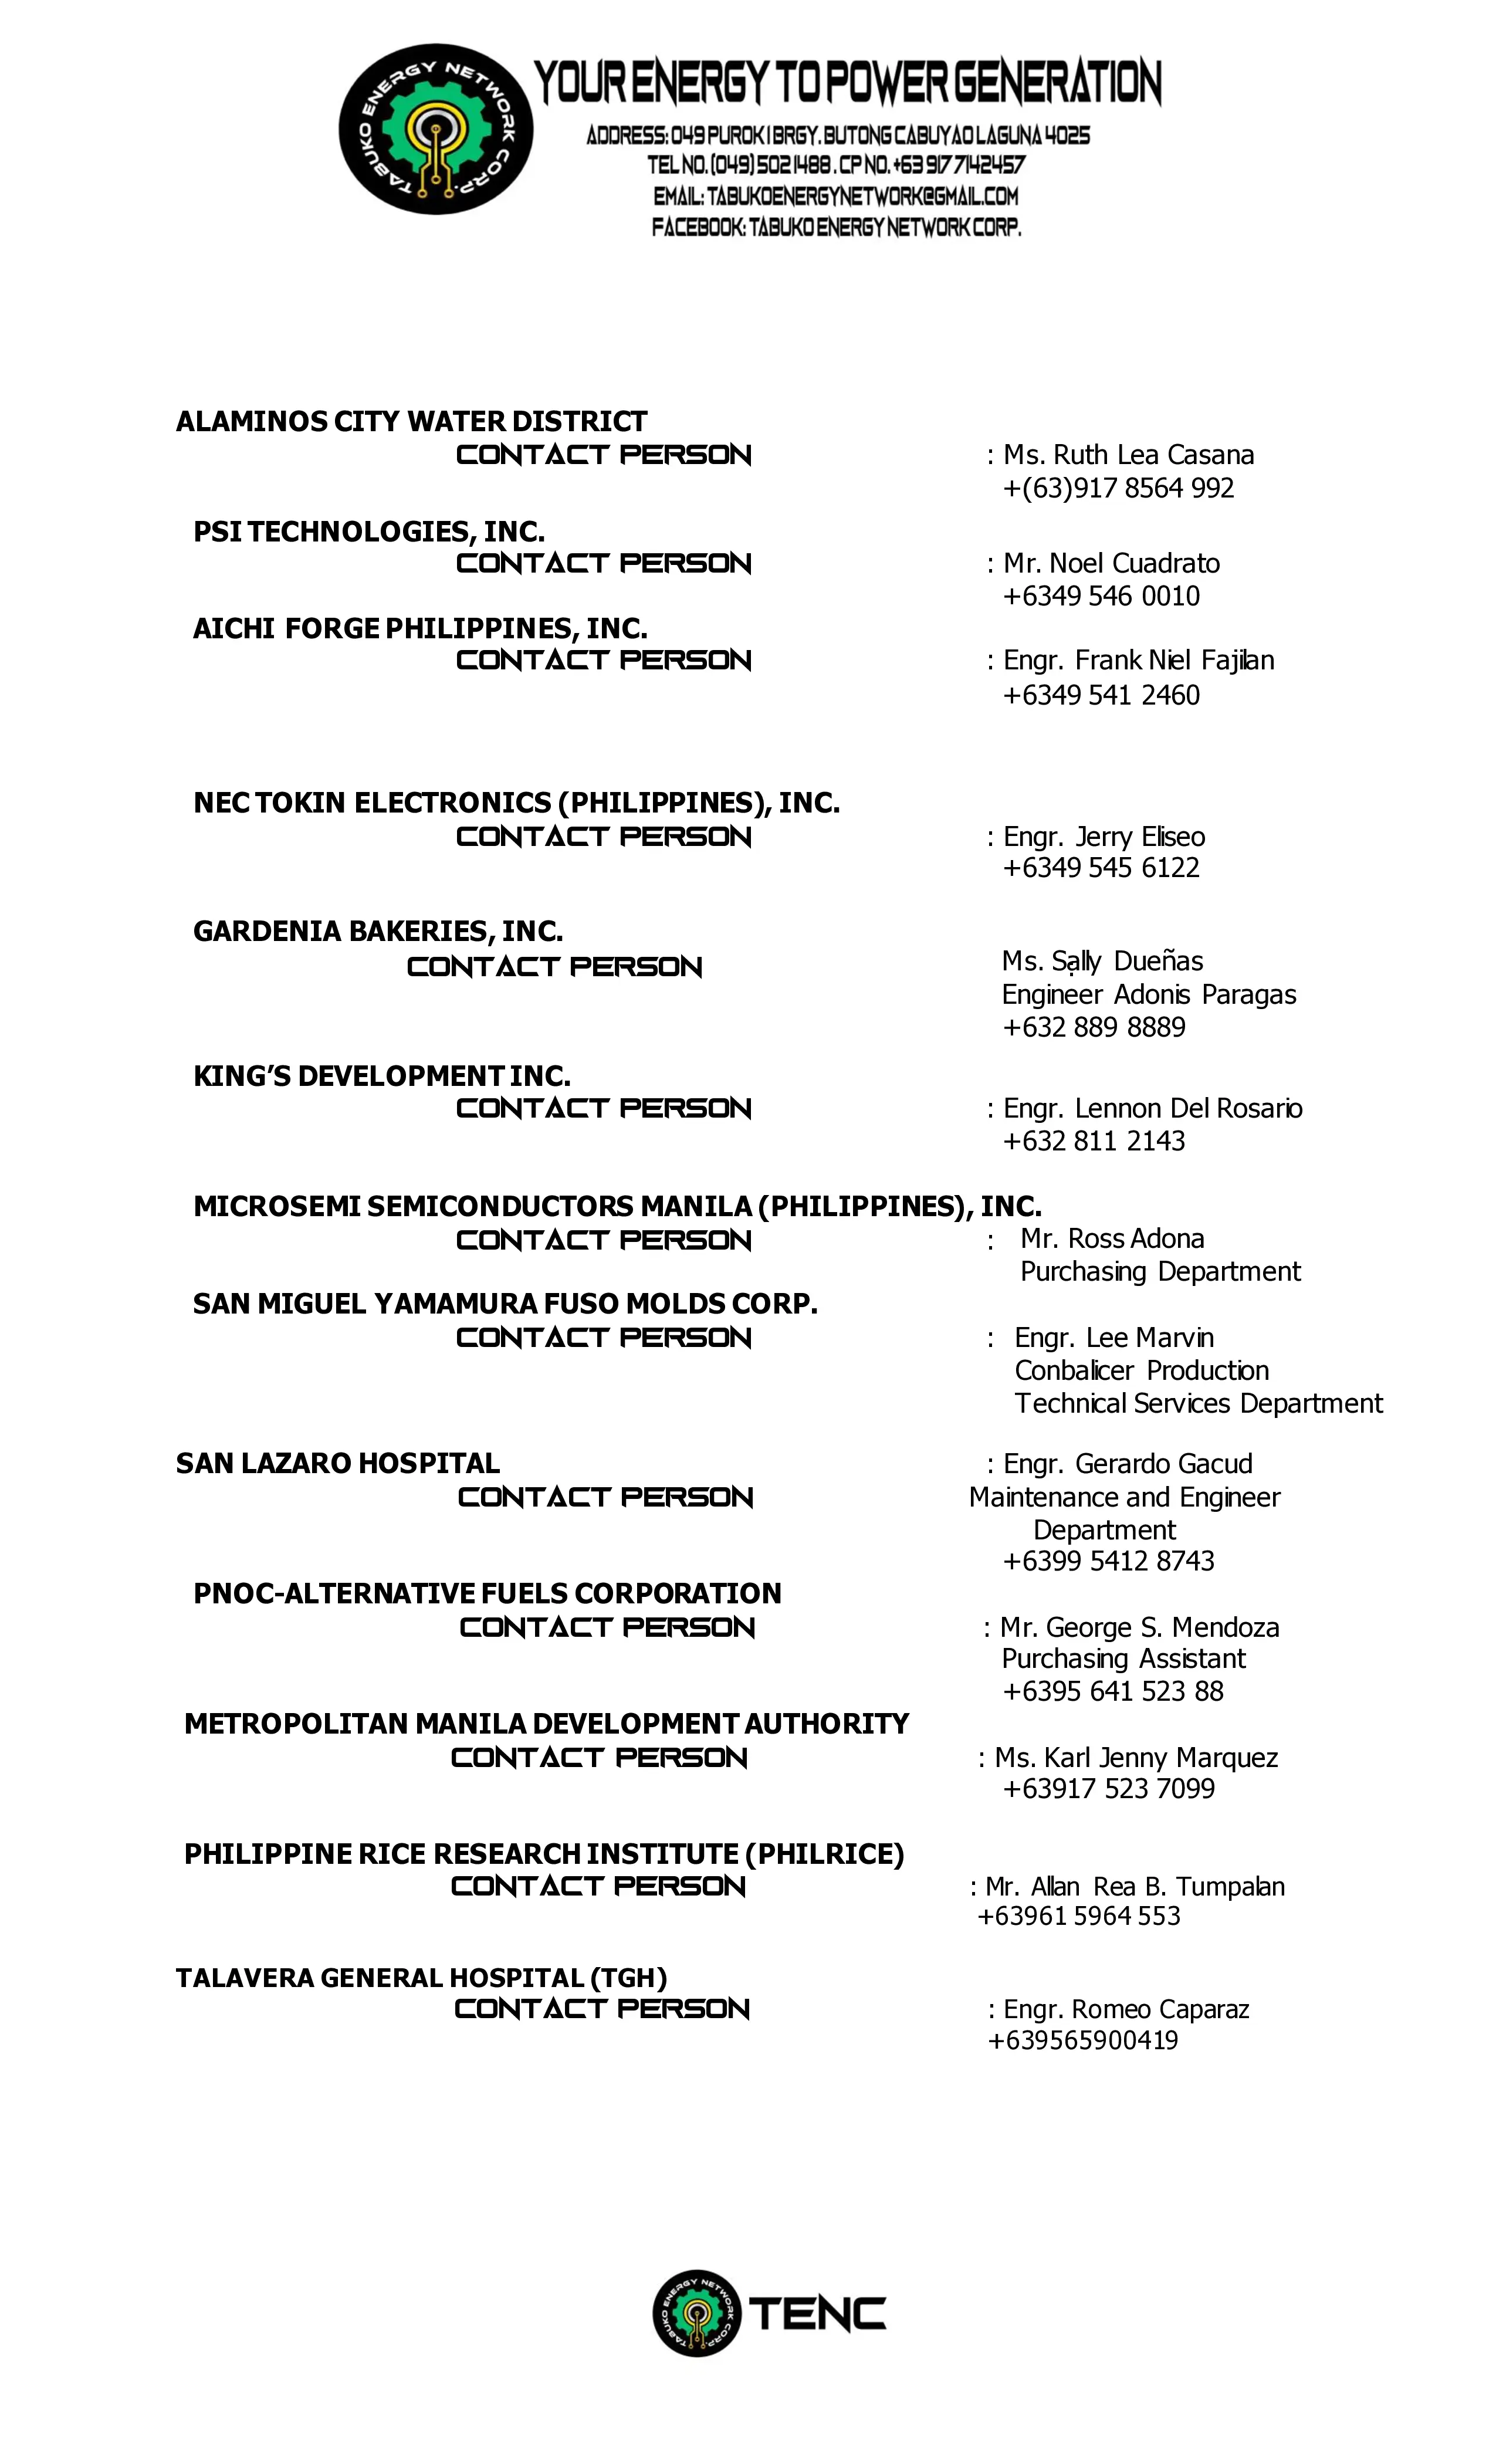 TABUKO ENERGY NETWORK CORP.
YOUR ENERGY TO POWER GENERATION
ADDRESS: 049 PUROK 1 BRGY. BUTONG CABUYAO LAGUNA 4025
TEL NO. (049) 502 1488 . CP NO. +63 917 7142457
EMAIL: TABUKOENERGYNETWORK@GMAIL.COM
FACEBOOK: TABUKO ENERGY NETWORK CORP.
ALAMINOS CITY WATER DISTRICT
CONTACT PERSON : Ms. Ruth Lea Casana
+(63)917 8564 992
PSI TECHNOLOGIES, INC.
CONTACT PERSON : Mr. Noel Cuadrato
+6349 546 0010
AICHI FORGE PHILIPPINES, INC.
CONTACT PERSON : Engr. Frank Niel Fajilan
+6349 541 2460
NEC TOKIN ELECTRONICS (PHILIPPINES), INC.
CONTACT PERSON : Engr. Jerry Eliseo
+6349 545 6122
GARDENIA BAKERIES, INC.
CONTACT PERSON : Ms. Sally Dueñas
Engineer Adonis Paragas
+632 889 8889
KING’S DEVELOPMENT INC.
CONTACT PERSON : Engr. Lennon Del Rosario
+632 811 2143
MICROSEMI SEMICONDUCTORS MANILA (PHILIPPINES), INC.
CONTACT PERSON : Mr. Ross Adona
Purchasing Department
SAN MIGUEL YAMAMURA FUSO MOLDS CORP.
CONTACT PERSON : Engr. Lee Marvin
Conbalicer Production
Technical Services Department
SAN LAZARO HOSPITAL : Engr. Gerardo Gacud
CONTACT PERSON Maintenance and Engineer
Department
+6399 5412 8743
PNOC-ALTERNATIVE FUELS CORPORATION
CONTACT PERSON : Mr. George S. Mendoza
Purchasing Assistant
+6395 641 523 88
METROPOLITAN MANILA DEVELOPMENT AUTHORITY
CONTACT PERSON : Ms. Karl Jenny Marquez
+63917 523 7099
PHILIPPINE RICE RESEARCH INSTITUTE (PHILRICE)
CONTACT PERSON : Mr. Allan Rea B. Tumpalan
+63961 5964 553
TALAVERA GENERAL HOSPITAL (TGH)
CONTACT PERSON : Engr. Romeo Caparaz
+639565900419
TABUKO ENERGY NETWORK CORP.
TENC